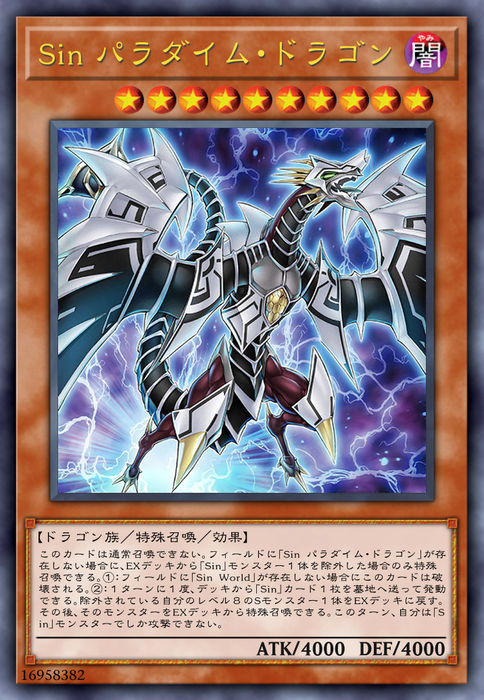 Sin パラダイム・ドラゴン
やみ
闇
【ドラゴン族／特殊召喚／効果】
このカードは通常召喚できない。フィールドに「Sin パラダイム・ドラゴン」が存
在しない場合に、EXデッキから「Sin」モンスター１体を除外した場合のみ特殊
召喚できる。①：フィールドに「Sin World」が存在しない場合にこのカードは破
壊される。②：１ターンに１度、デッキから「Sin」カード１枚を墓地へ送って発動
できる。除外されている自分のレベル８のSモンスター１体をEXデッキに戻す。
その後、そのモンスターをEXデッキから特殊召喚できる。このターン、自分は「S
in」モンスターでしか攻撃できない。
ATK/4000 DEF/4000
16958382